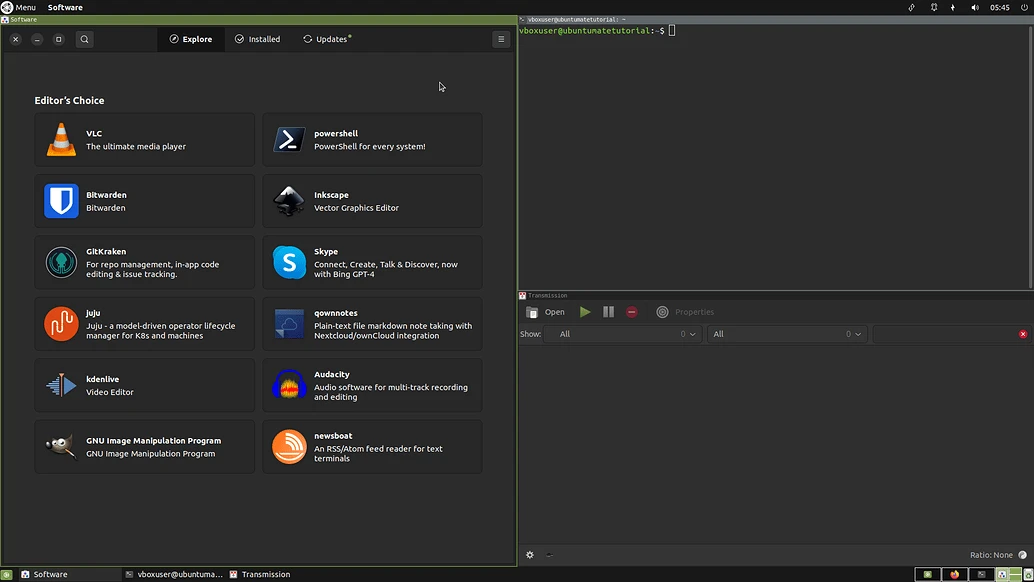 Menu Software
05:45
Software
Explore
Installed
Updates
Editor's Choice
VLC
The ultimate media player
powershell
PowerShell for every system!
Bitwarden
Bitwarden
Inkscape
Vector Graphics Editor
GitKraken
For repo management, in-app code
editing & issue tracking.
Skype
Connect, Create, Talk & Discover, now
with Bing GPT-4
juju
Juju - a model-driven operator lifecycle
manager for K8s and machines
qownnotes
Plain-text file markdown note taking with
Nextcloud/ownCloud integration
kdenlive
Video Editor
Audacity
Audio software for multi-track recording
and editing
GNU Image Manipulation Program
GNU Image Manipulation Program
newsboat
An RSS/Atom feed reader for text
terminals
vboxuser@ubuntumatetutorial: ~
vboxuser@ubuntumatetutorial:~$
Transmission
Open
Properties
Show: All 0 All 0
Ratio: None
Software
vboxuser@ubuntuma...
Transmission